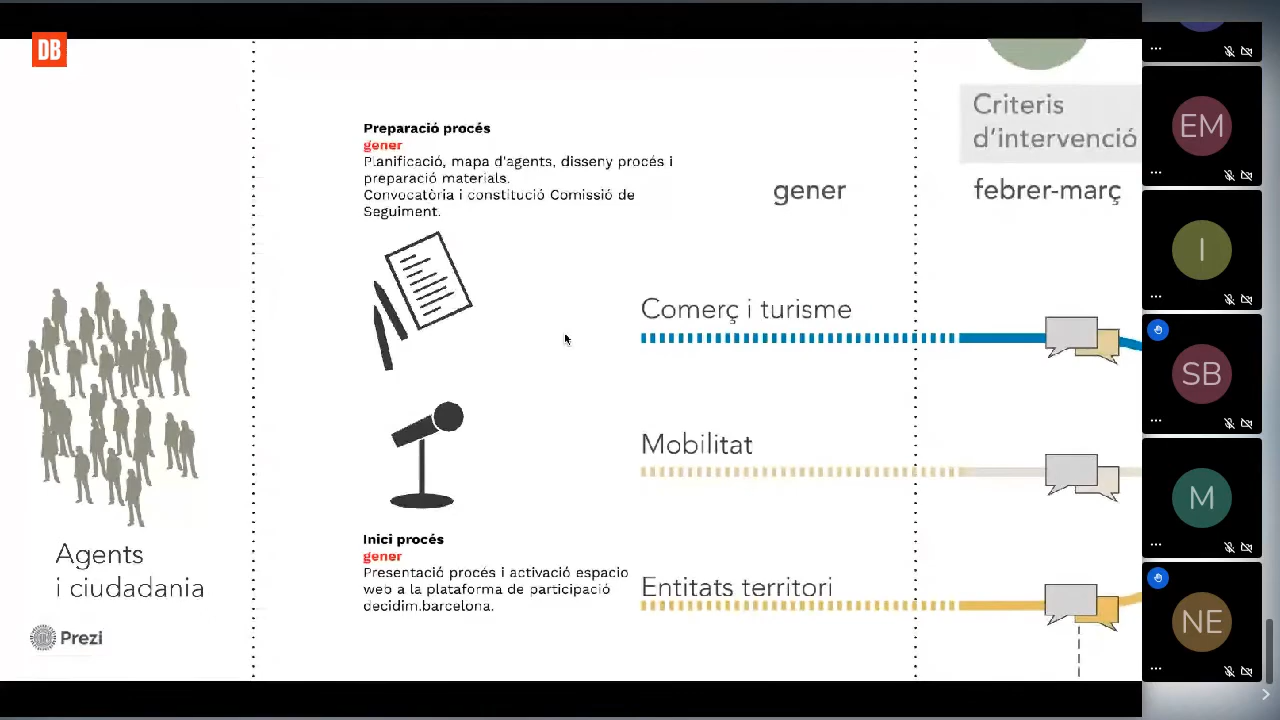 DB
Preparació procés
gener
Planificació, mapa d'agents, disseny procés i
preparació materials.
Convocatòria i constitució Comissió de
Seguiment.
gener
Criteris
d'intervenció
febrer-març
Comerç i turisme
Mobilitat
Entitats territori
Inici procés
gener
Presentació procés i activació espacio
web a la plataforma de participació
decidim.barcelona.
Agents
i ciudadania
Prezi
EM
I
SB
M
NE